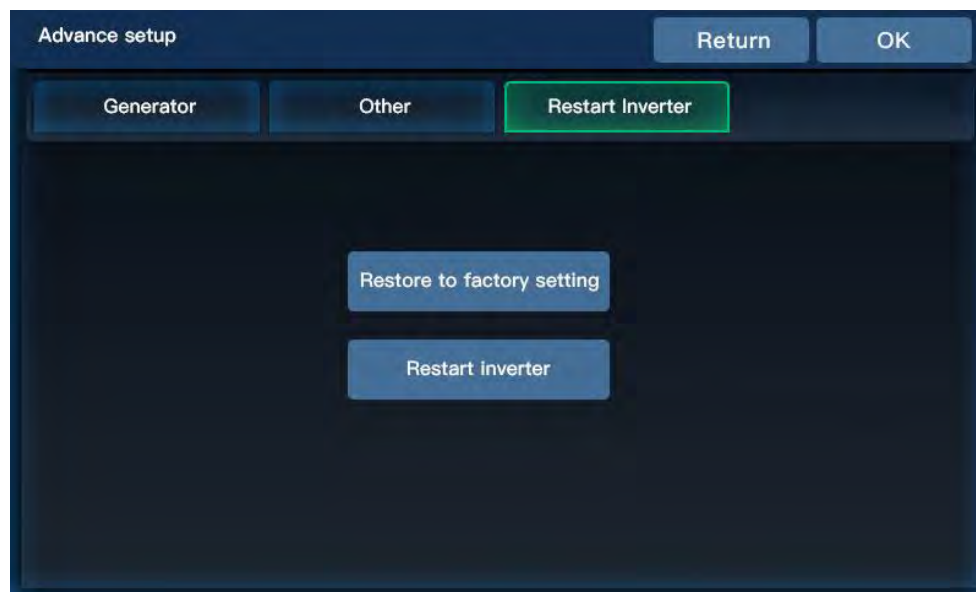 Advance setup
Return
OK
Generator
Other
Restart Inverter
Restore to factory setting
Restart inverter